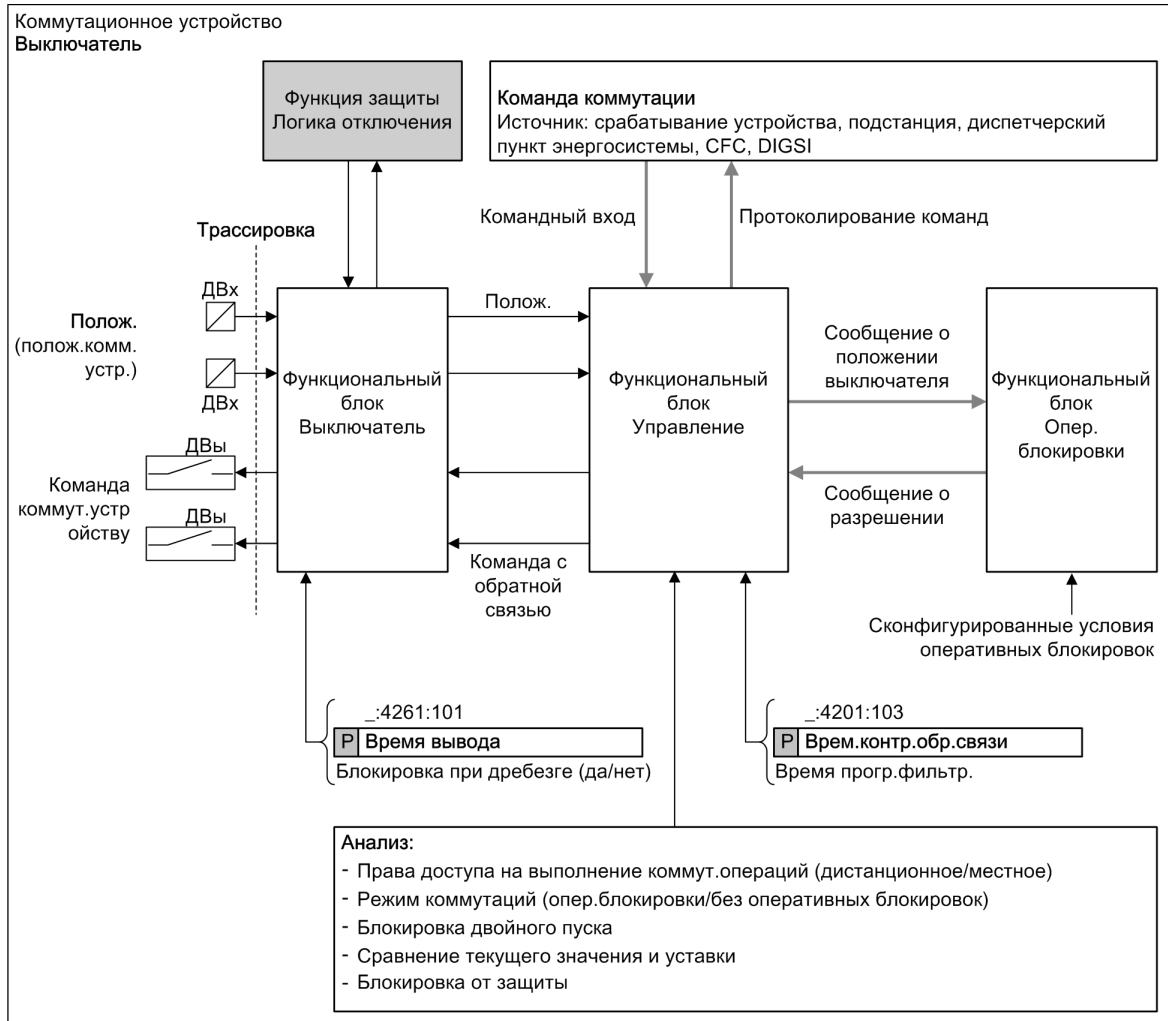 Коммутационное устройство
Выключатель
Функция защиты
Логика отключения
Команда коммутации
Источник: срабатывание устройства, подстанция, диспетчерский
пункт энергосистемы, CFC, DIGSI
Командный вход
Протоколирование команд
Трассировка
ДВх
Полож.
(полож.комм.
устр.)
ДВх
ДВы
Команда
коммут.устр
ойству
ДВы
Функциональный
блок
Выключатель
Полож.
Команда с
обратной
связью
Функциональный
блок
Управление
Сообщение о
положении
выключателя
Сообщение о
разрешении
Функциональный
блок
Опер.
блокировки
Сконфигурированные условия
оперативных блокировок
_:4261:101
P Время вывода
Блокировка при дребезге (да/нет)
_:4201:103
P Врем.контр.обр.связи
Время прогр.фильтр.
Анализ:
- Права доступа на выполнение коммут.операций (дистанционное/местное)
- Режим коммутаций (опер.блокировки/без оперативных блокировок)
- Блокировка двойного пуска
- Сравнение текущего значения и уставки
- Блокировка от защиты